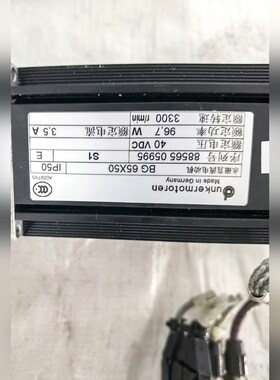 dunkermotoren
Made in Germany
永磁直流电动机
BG 65X50 IP50
E
序列号 88565 05995 S1
额定电压 40 VDC
额定功率 96,7 W 额定电流 3,5 A
额定转速 3300 r/min